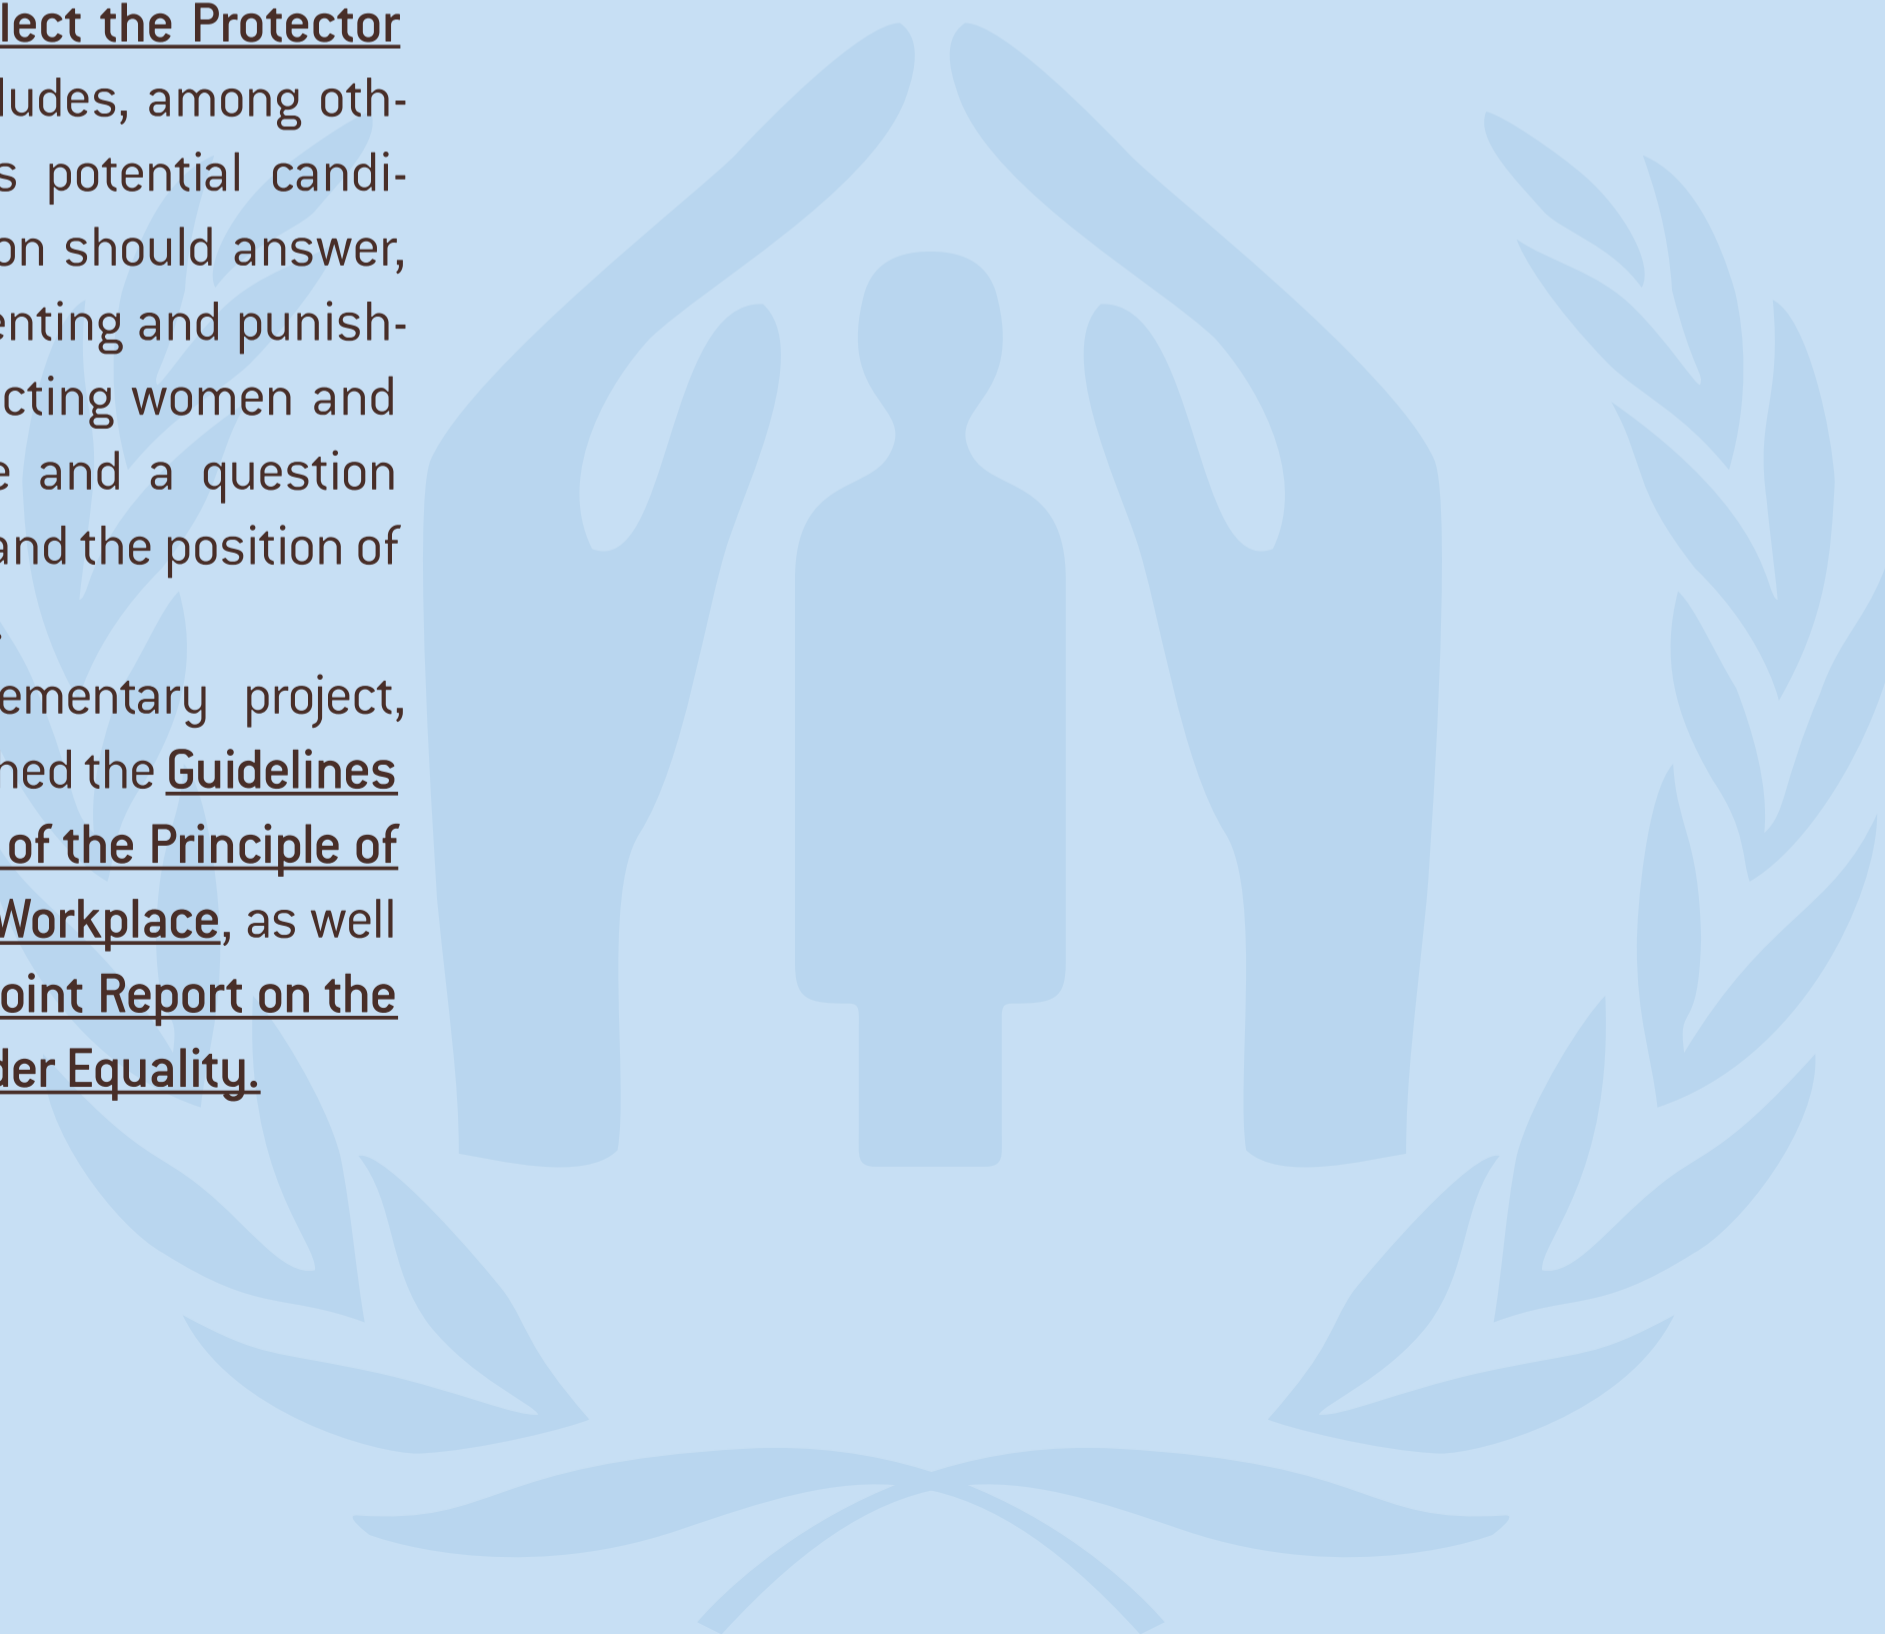 lect the Protector
ludes, among oth-
s potential candi-
on should answer,
enting and punish-
cting women and
e and a question
and the position of
.
ementary project,
ned the Guidelines
of the Principle of
Workplace, as well
oint Report on the
der Equality.